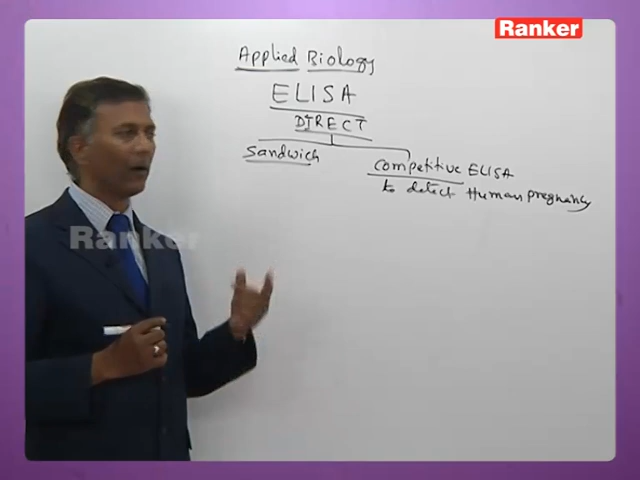 Ranker
Applied Biology
ELISA
DIRECT
Sandwich
Competitive ELISA
to detect Human pregnancy
Ranker